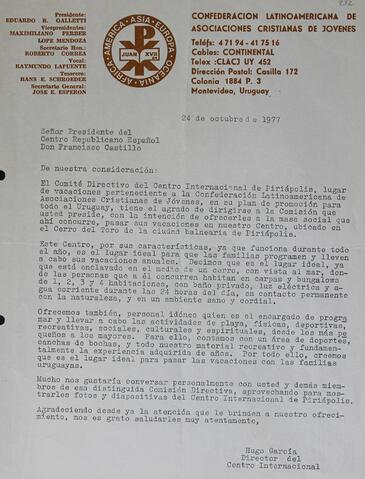 232
Presidente:
EDUARDO R. GALLETTI
Vicepresidentes:
MAXIMILIANO FERRER
LOPE MENDOZA
Secretario Hon.:
ROBERTO CORREA
Vocal:
RAYMUNDO LAPUENTE
Tesorero:
HANS E. SCHROEDER
Secretario General:
JOSE E. ESPERON
AFRICA • AMERICA • ASIA • EUROPA • OCEANIA
JUAN XVII 21
CONFEDERACION LATINOAMERICANA DE
ASOCIACIONES CRISTIANAS DE JOVENES
Teléfs: 4 71 94 - 41 75 16
Cables: CONTINENTAL
Telex :CLACJ UY 452
Dirección Postal: Casilla 172
Colonia 1884 P. 3
Montevideo, Uruguay
24 de octubre de 1977
Señor Presidente del
Centro Republicano Español
Don Francisco Castillo
De nuestra consideración:
El Comité Directivo del Centro Internacional de Piriápolis, lugar
de vacaciones perteneciente a la Confederación Latinoamericana de
Asociaciones Cristianas de Jóvenes, en su plan de promoción para
todo el Uruguay, tiene el agrado de dirigirse a la Comisión que
usted preside, con la intención de ofrecerles a la masa social que
ahí concurre, pasar sus vacaciones en nuestro Centro, ubicado en
el Cerro del Toro de la ciudad balnearia de Piriápolis.
Este Centro, por sus características, ya que funciona durante todo
el año, es el lugar ideal para que las familias programen y lleven
a cabo sus vacaciones anuales. Decimos que es el lugar ideal, ya
que está enclavado en el medio de un cerro, con vista al mar, don-
de las personas que a él concurren habitan en carpas y bungalows
de 1, 2, 3 y 4 habitaciones, con baño privado, luz eléctrica y a-
gua corriente durante las 24 horas del día, en contacto permanente
con la naturaleza, y en un ambiente sano y cordial.
Ofrecemos también, personal idóneo quien es el encargado de progra
mar y llevar a cabo las actividades de playa, físicas, deportivas,
recreativas, sociales, culturales y espirituales, desde los más pe
queños a los mayores. Para ello, contamos con un área de deportes,
canchas de bochas, y todo nuestro material recreativo y fundamen-
talmente la experiencia adquirida de años. Por todo ello, creemos
que es el lugar ideal para pasar las vacaciones con las familias
uruguayas.
Mucho nos gustaría conversar personalmente con usted y demás miem-
bros de esa distinguida Comisión Directiva, aprovechando para mos-
trarles fotos y diapositivas del Centro Internacional de Piriápolis.
Agradeciendo desde ya la atención que le brinden a nuestro ofreci-
miento, nos es grato saludarles muy atentamente,
Hugo García
Director del
Centro Internacional